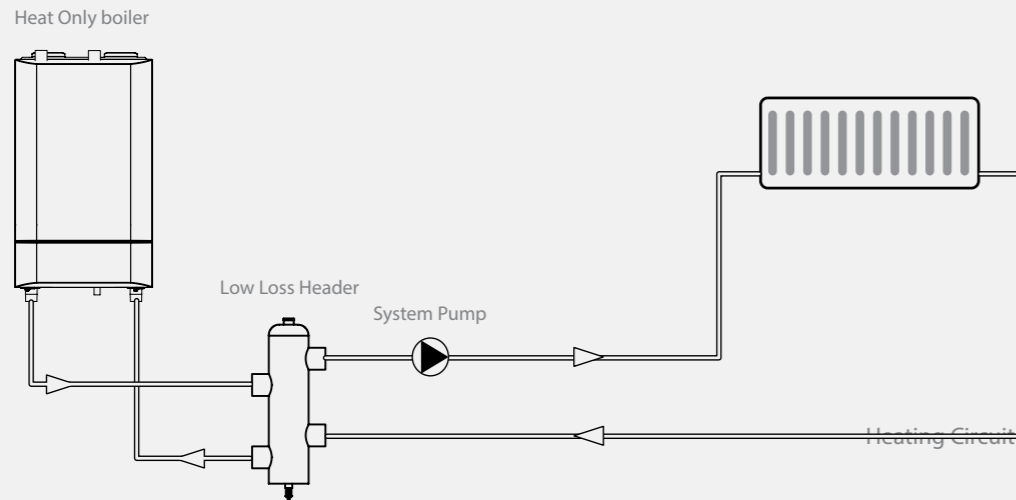 Heat Only boiler
Low Loss Header
System Pump
Heating Circuit